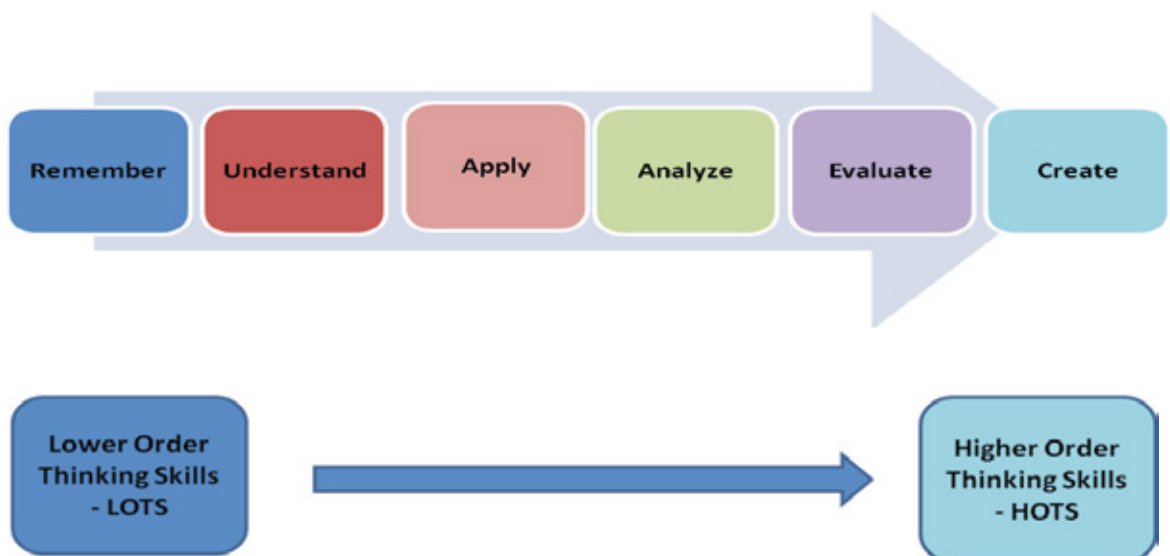 Remember
Understand
Apply
Analyze
Evaluate
Create
Lower Order
Thinking Skills
- LOTS
Higher Order
Thinking Skills
- HOTS